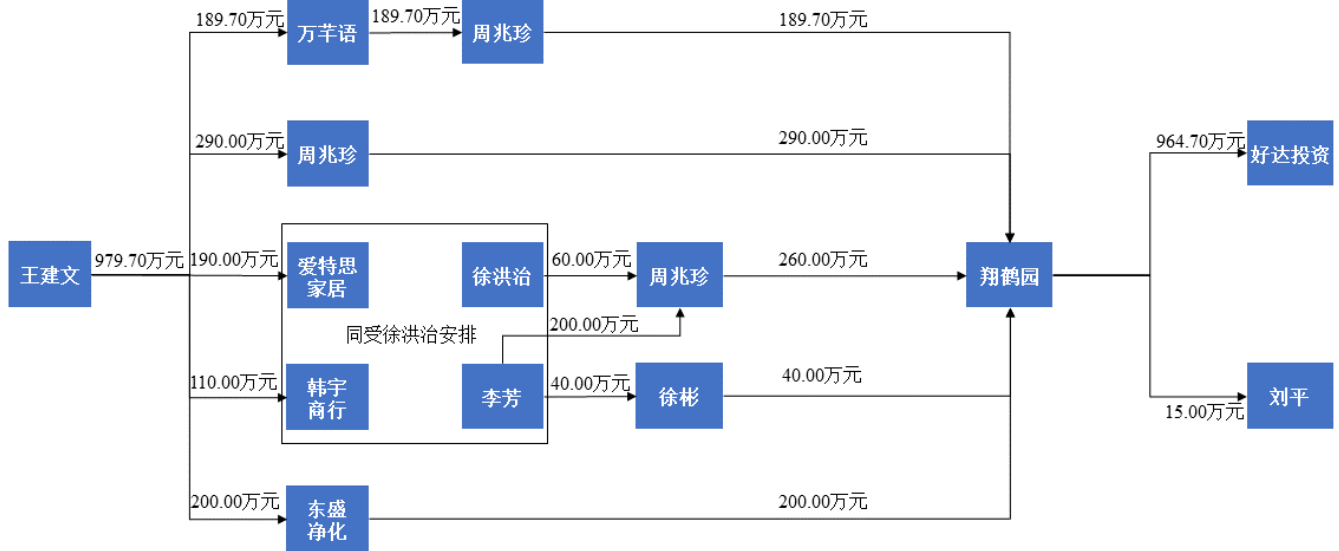 189.70万元
万芊语
189.70万元
周兆珍
189.70万元
290.00万元
周兆珍
290.00万元
964.70万元
好达投资
王建文
979.70万元
190.00万元
爱特思
家居
徐洪治
60.00万元
周兆珍
260.00万元
翔鹤园
同受徐洪治安排
200.00万元
110.00万元
韩宇
商行
李芳
40.00万元
徐彬
40.00万元
15.00万元
刘平
200.00万元
东盛
净化
200.00万元